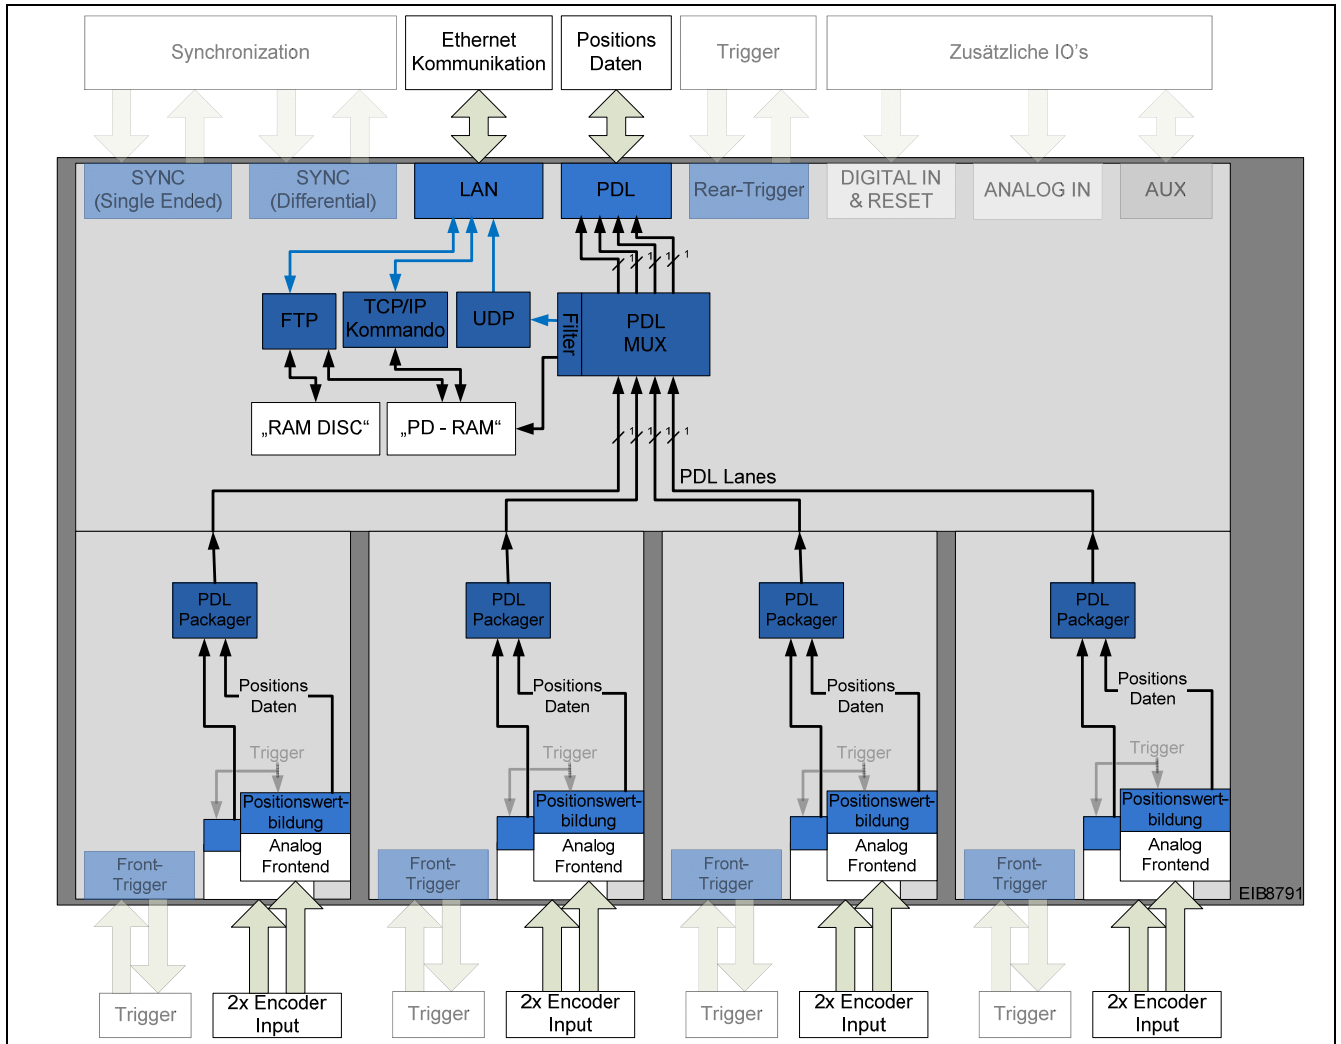 Synchronization
Ethernet
Kommunikation
Positions
Daten
Trigger
Zusätzliche IO's
SYNC
(Single Ended)
SYNC
(Differential)
LAN
PDL
Rear-Trigger
DIGITAL IN
& RESET
ANALOG IN
AUX
1 1 1 1
FTP
TCP/IP
Kommando
UDP
Filter
PDL
MUX
„RAM DISC“
„PD - RAM“
1 1 1 1
PDL Lanes
PDL
Packager
Positions
Daten
Trigger
Positionswert-
bildung
Analog
Frontend
Front-
Trigger
PDL
Packager
Positions
Daten
Trigger
Positionswert-
bildung
Analog
Frontend
Front-
Trigger
PDL
Packager
Positions
Daten
Trigger
Positionswert-
bildung
Analog
Frontend
Front-
Trigger
PDL
Packager
Positions
Daten
Trigger
Positionswert-
bildung
Analog
Frontend
Front-
Trigger
EIB8791
Trigger
2x Encoder
Input
Trigger
2x Encoder
Input
Trigger
2x Encoder
Input
Trigger
2x Encoder
Input